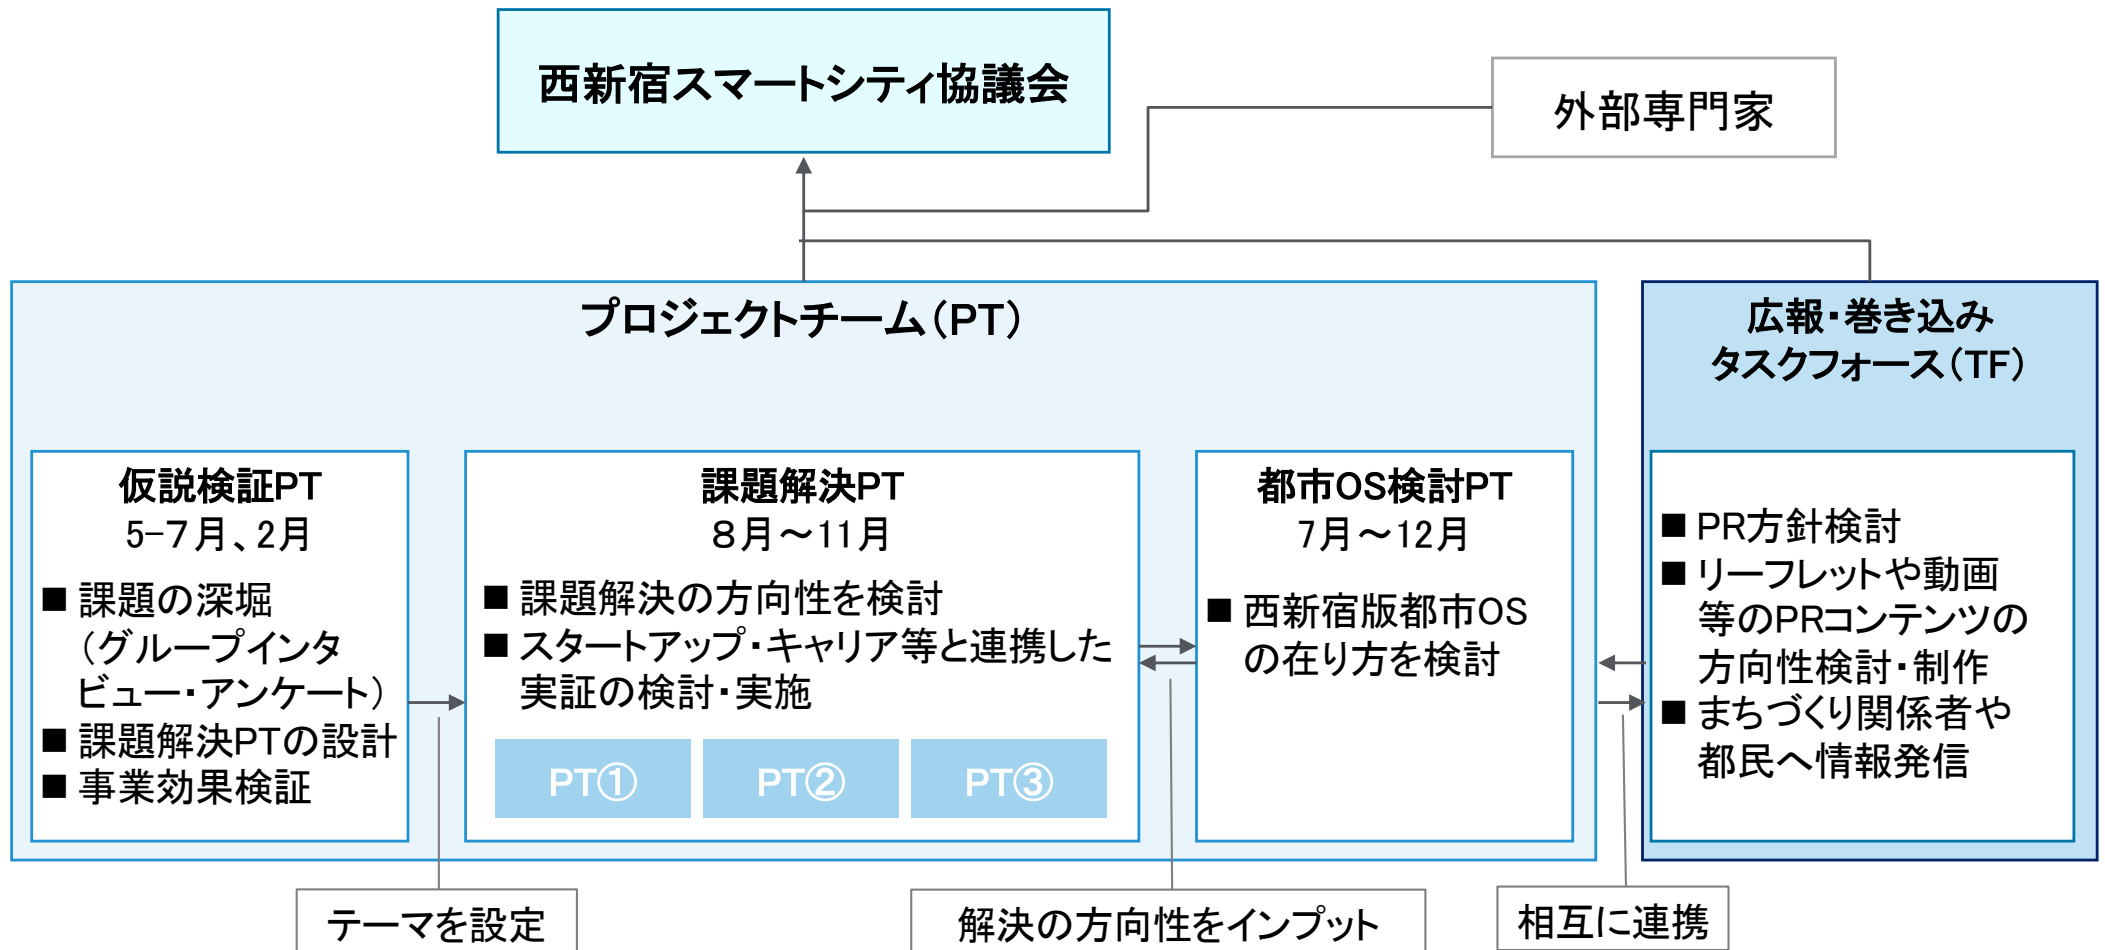 西新宿スマートシティ協議会
外部専門家
プロジェクトチーム（PT）
仮説検証PT
5-7月、2月
■ 課題の深堀
（グループインタ
ビュー・アンケート）
■ 課題解決PTの設計
■ 事業効果検証
課題解決PT
８月～11月
■ 課題解決の方向性を検討
■ スタートアップ・キャリア等と連携した
実証の検討・実施
PT①
PT②
PT③
都市OS検討PT
7月～12月
■ 西新宿版都市OS
の在り方を検討
広報・巻き込み
タスクフォース（TF）
■ PR方針検討
■ リーフレットや動画
等のPRコンテンツの
方向性検討・制作
■ まちづくり関係者や
都民へ情報発信
テーマを設定
解決の方向性をインプット
相互に連携